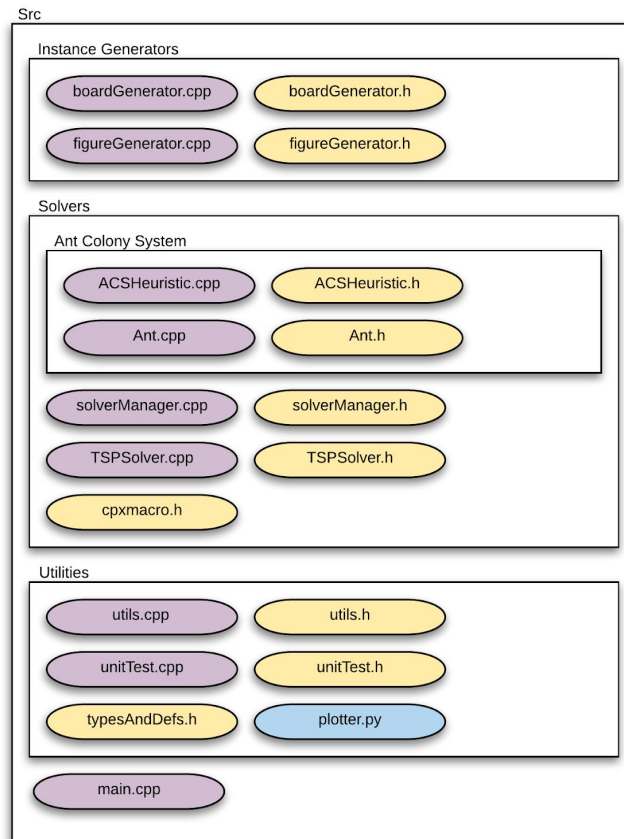 Src
Instance Generators
boardGenerator.cpp boardGenerator.h
figureGenerator.cpp figureGenerator.h
Solvers
Ant Colony System
ACSHeuristic.cpp ACSHeuristic.h
Ant.cpp Ant.h
solverManager.cpp solverManager.h
TSPSolver.cpp TSPSolver.h
cpxmacro.h
Utilities
utils.cpp utils.h
unitTest.cpp unitTest.h
typesAndDefs.h plotter.py
main.cpp